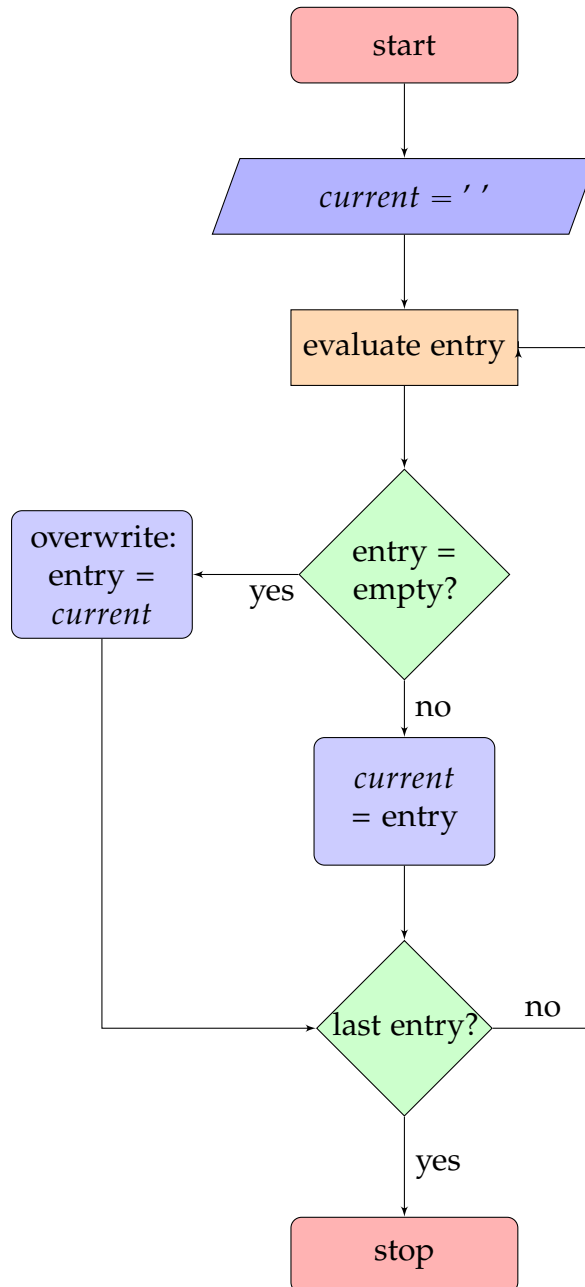 start
current = ' '
evaluate entry
entry =
empty?
yes
overwrite:
entry =
current
no
current
= entry
last entry?
no
yes
stop